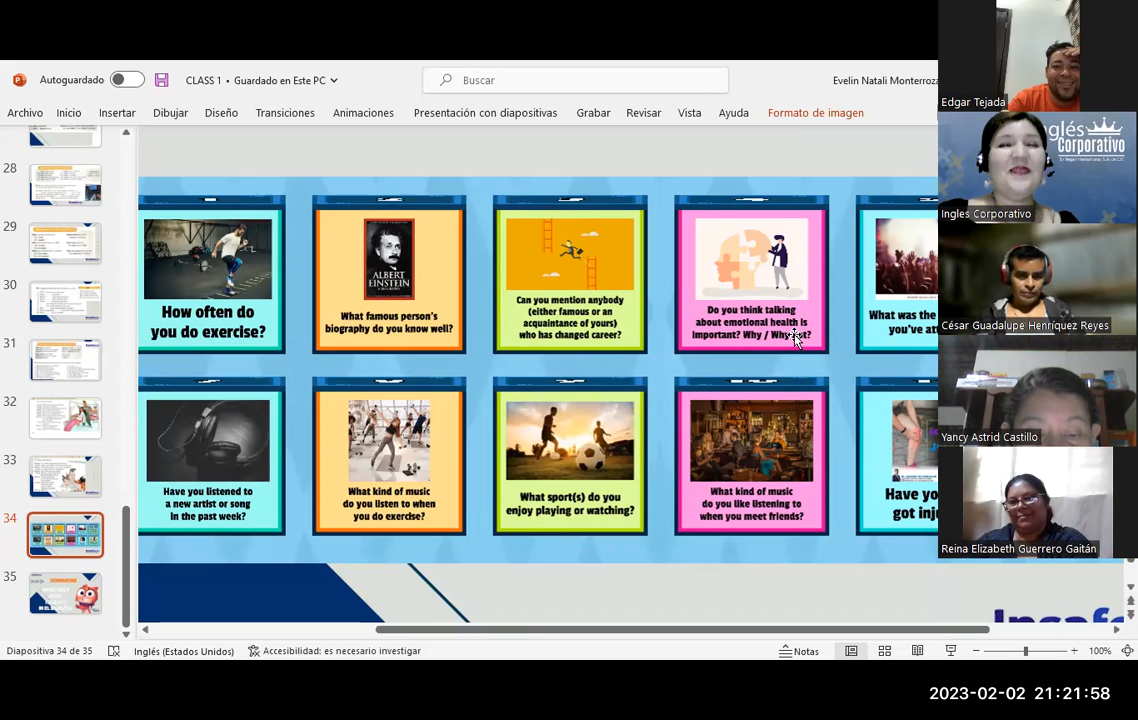 Autoguardado
CLASS 1 • Guardado en Este PC
Buscar
Evelin Natali Monterroza
Archivo Inicio Insertar Dibujar Diseño Transiciones Animaciones Presentación con diapositivas Grabar Revisar Vista Ayuda Formato de imagen
28
29
30
31
32
33
34
35
How often do
you do exercise?
ALBERT
EINSTEIN
What famous person's
biography do you know well?
Can you mention anybody
(either famous or an
acquaintance of yours)
who has changed career?
Do you think talking
about emotional health is
important? Why / Why not?
What was the
you've
Have you listened to
a new artist or song
in the past week?
What kind of music
do you listen to when
you do exercise?
What sport(s) do you
enjoy playing or watching?
What kind of music
do you like listening to
when you meet friends?
Have
got
Edgar Tejada
Inglés
Corporativo
Ingles Corporativo
César Guadalupe Henríquez Reyes
Yancy Astrid Castillo
Reina Elizabeth Guerrero Gaitán
Diapositiva 34 de 35
Inglés (Estados Unidos)
Accesibilidad: es necesario investigar
Notas
100%
2023-02-02 21:21:58